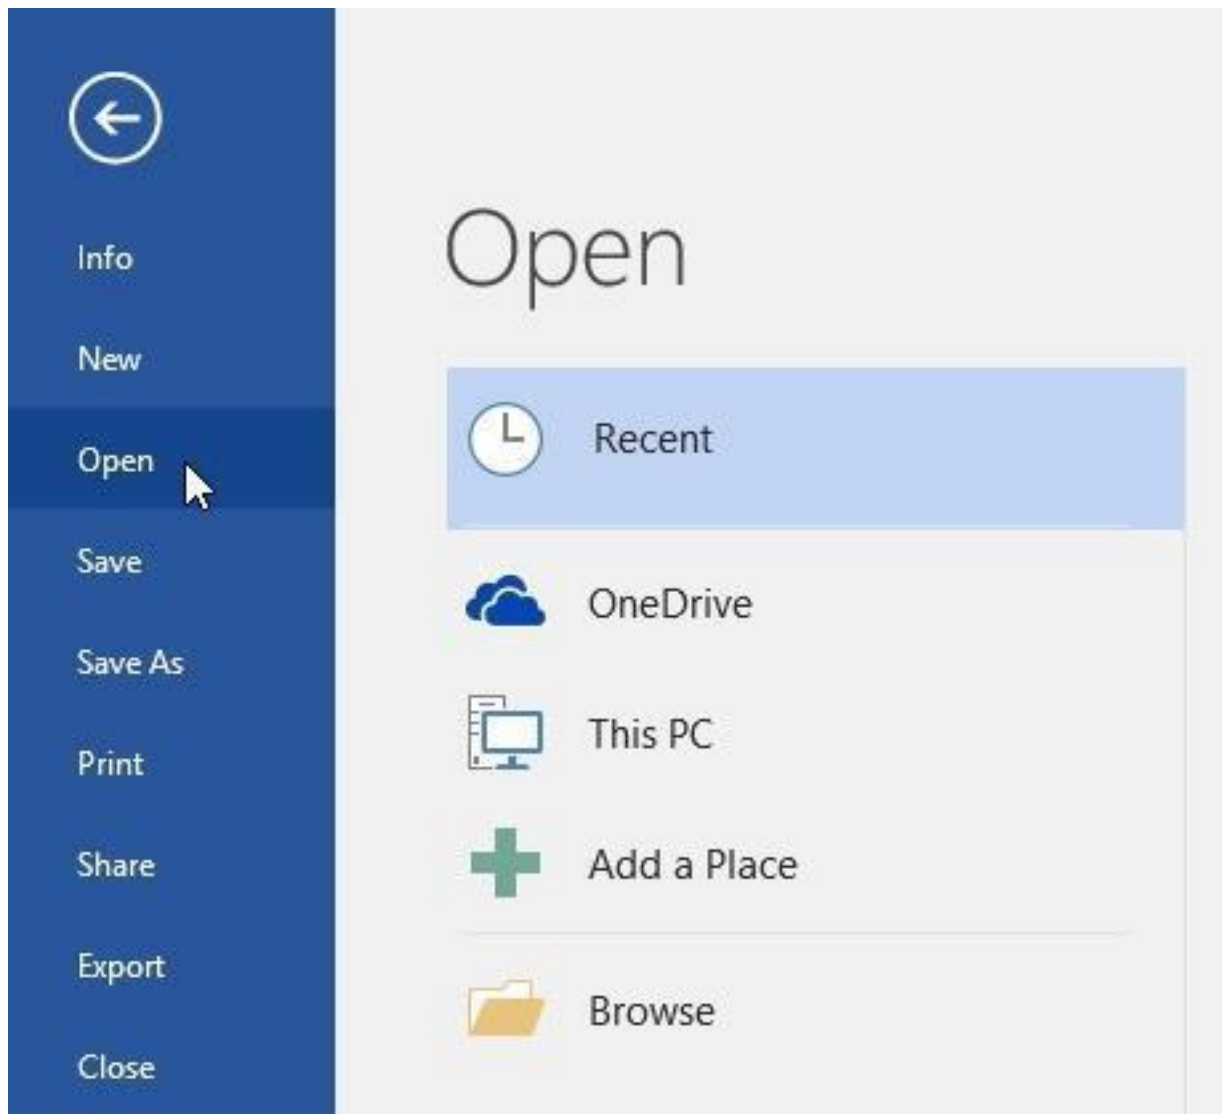 Info
New
Open
Save
Save As
Print
Share
Export
Close
Open
Recent
OneDrive
This PC
Add a Place
Browse